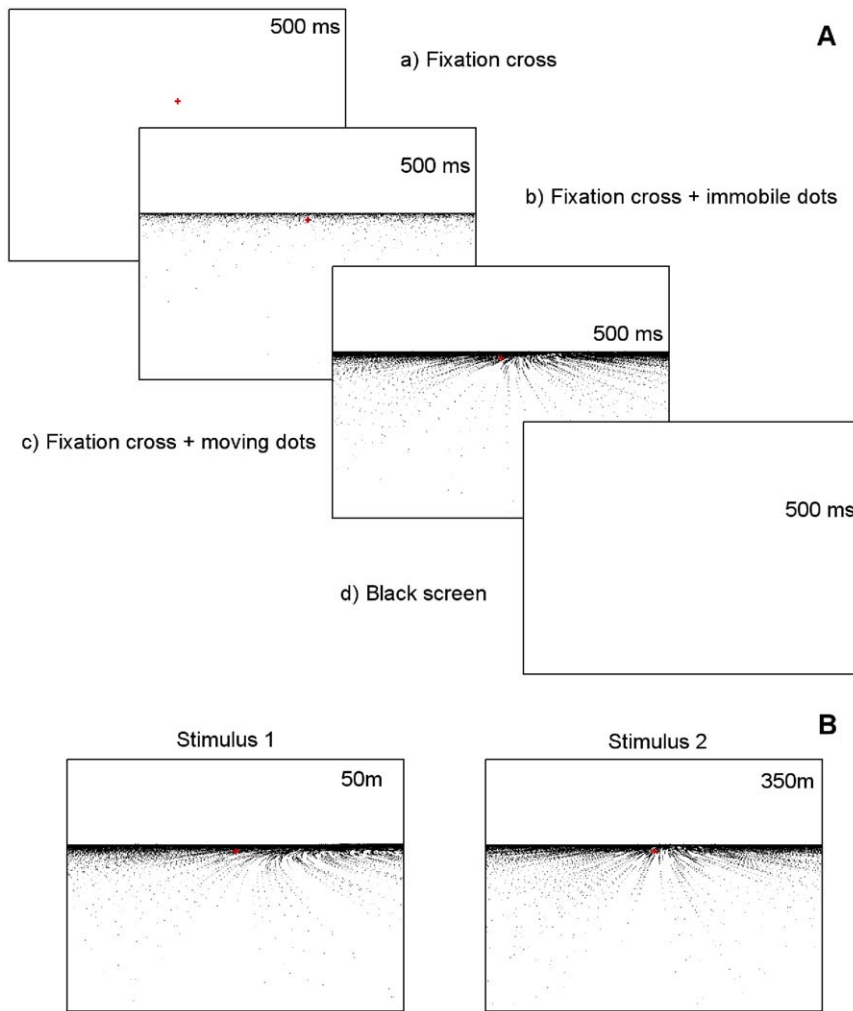 500 ms
A
a) Fixation cross
500 ms
b) Fixation cross + immobile dots
500 ms
c) Fixation cross + moving dots
500 ms
d) Black screen
B
Stimulus 1
Stimulus 2
50m
350m